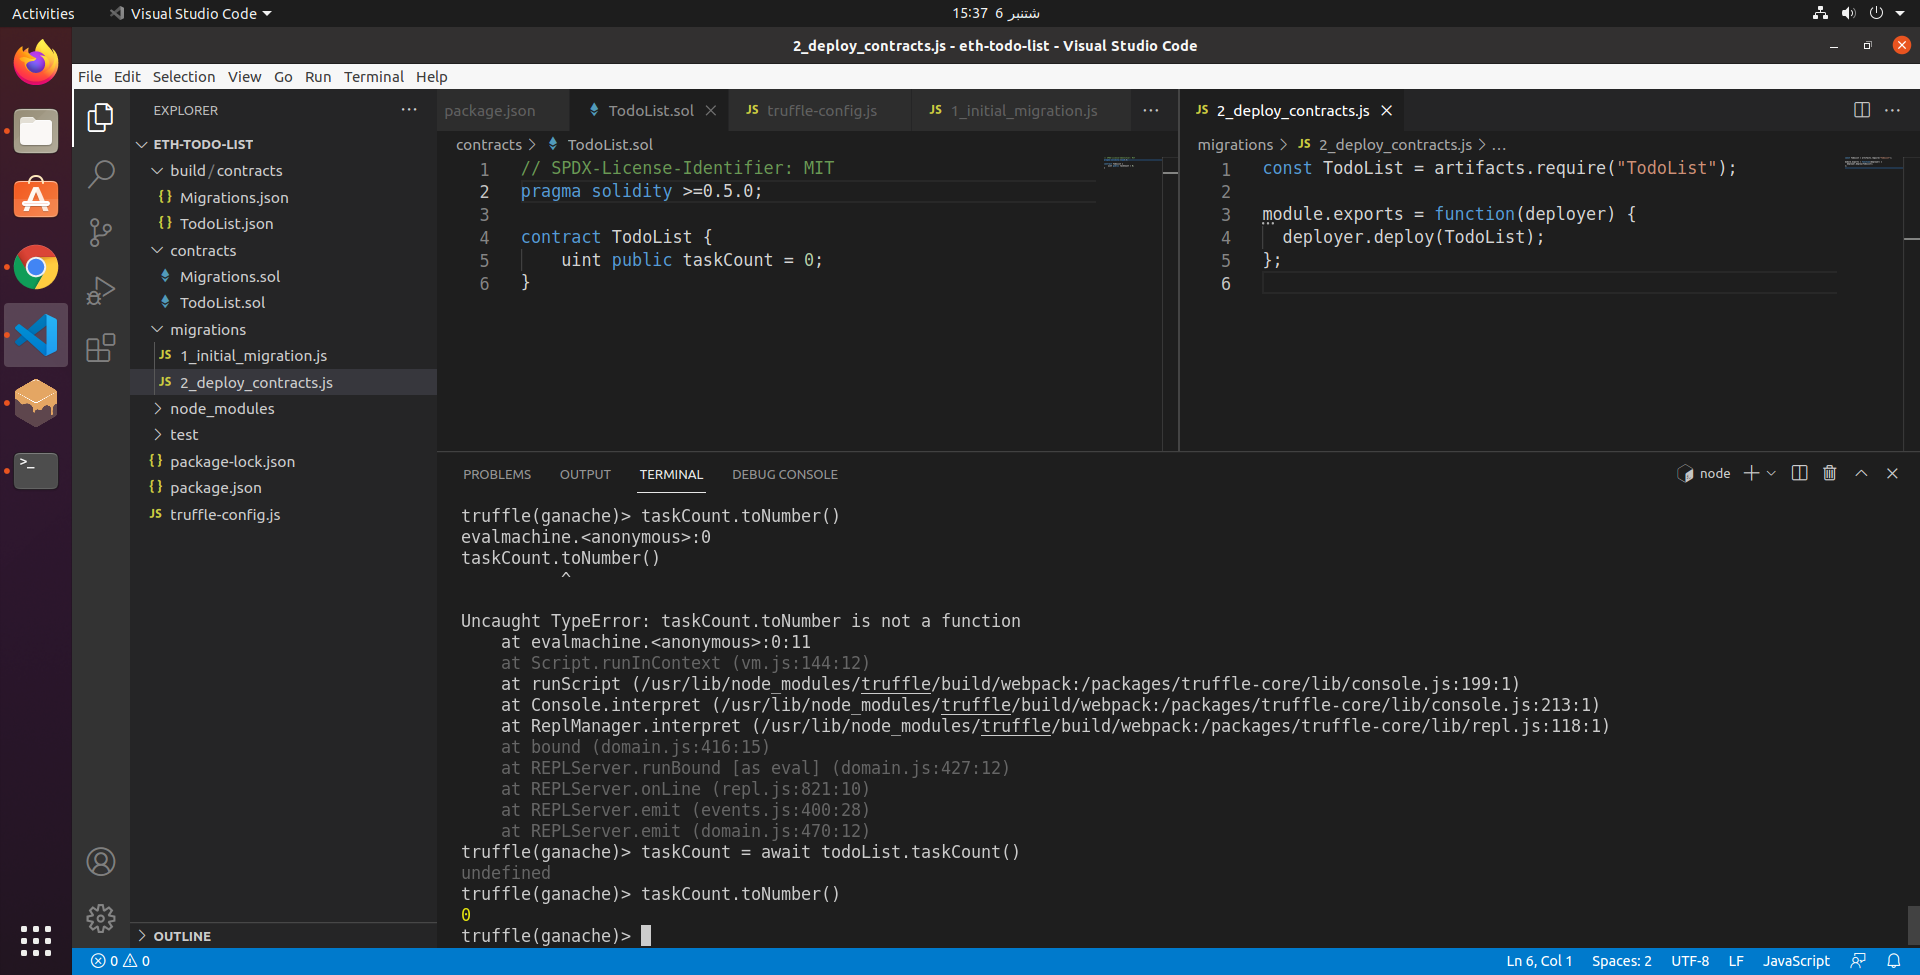 Activities
Visual Studio Code
15:37 6 شتنبر
2_deploy_contracts.js - eth-todo-list - Visual Studio Code
File Edit Selection View Go Run Terminal Help
EXPLORER
ETH-TODO-LIST
build/contracts
{} Migrations.json
{} TodoList.json
contracts
Migrations.sol
TodoList.sol
migrations
JS 1_initial_migration.js
JS 2_deploy_contracts.js
node_modules
test
{} package-lock.json
{} package.json
JS truffle-config.js
OUTLINE
package.json TodoList.sol JS truffle-config.js JS 1_initial_migration.js
contracts > TodoList.sol
1 // SPDX-License-Identifier: MIT
2 pragma solidity >=0.5.0;
3
4 contract TodoList {
5 uint public taskCount = 0;
6 }
JS 2_deploy_contracts.js
migrations > JS 2_deploy_contracts.js > ...
1 const TodoList = artifacts.require("TodoList");
2
3 module.exports = function(deployer) {
4 deployer.deploy(TodoList);
5 };
6
PROBLEMS OUTPUT TERMINAL DEBUG CONSOLE
node
truffle(ganache)> taskCount.toNumber()
evalmachine.<anonymous>:0
taskCount.toNumber()
^
Uncaught TypeError: taskCount.toNumber is not a function
at evalmachine.<anonymous>:0:11
at Script.runInContext (vm.js:144:12)
at runScript (/usr/lib/node_modules/truffle/build/webpack:/packages/truffle-core/lib/console.js:199:1)
at Console.interpret (/usr/lib/node_modules/truffle/build/webpack:/packages/truffle-core/lib/console.js:213:1)
at ReplManager.interpret (/usr/lib/node_modules/truffle/build/webpack:/packages/truffle-core/lib/repl.js:118:1)
at bound (domain.js:416:15)
at REPLServer.runBound [as eval] (domain.js:427:12)
at REPLServer.onLine (repl.js:821:10)
at REPLServer.emit (events.js:400:28)
at REPLServer.emit (domain.js:470:12)
truffle(ganache)> taskCount = await todoList.taskCount()
undefined
truffle(ganache)> taskCount.toNumber()
0
truffle(ganache)>
0 0
Ln 6, Col 1 Spaces: 2 UTF-8 LF JavaScript